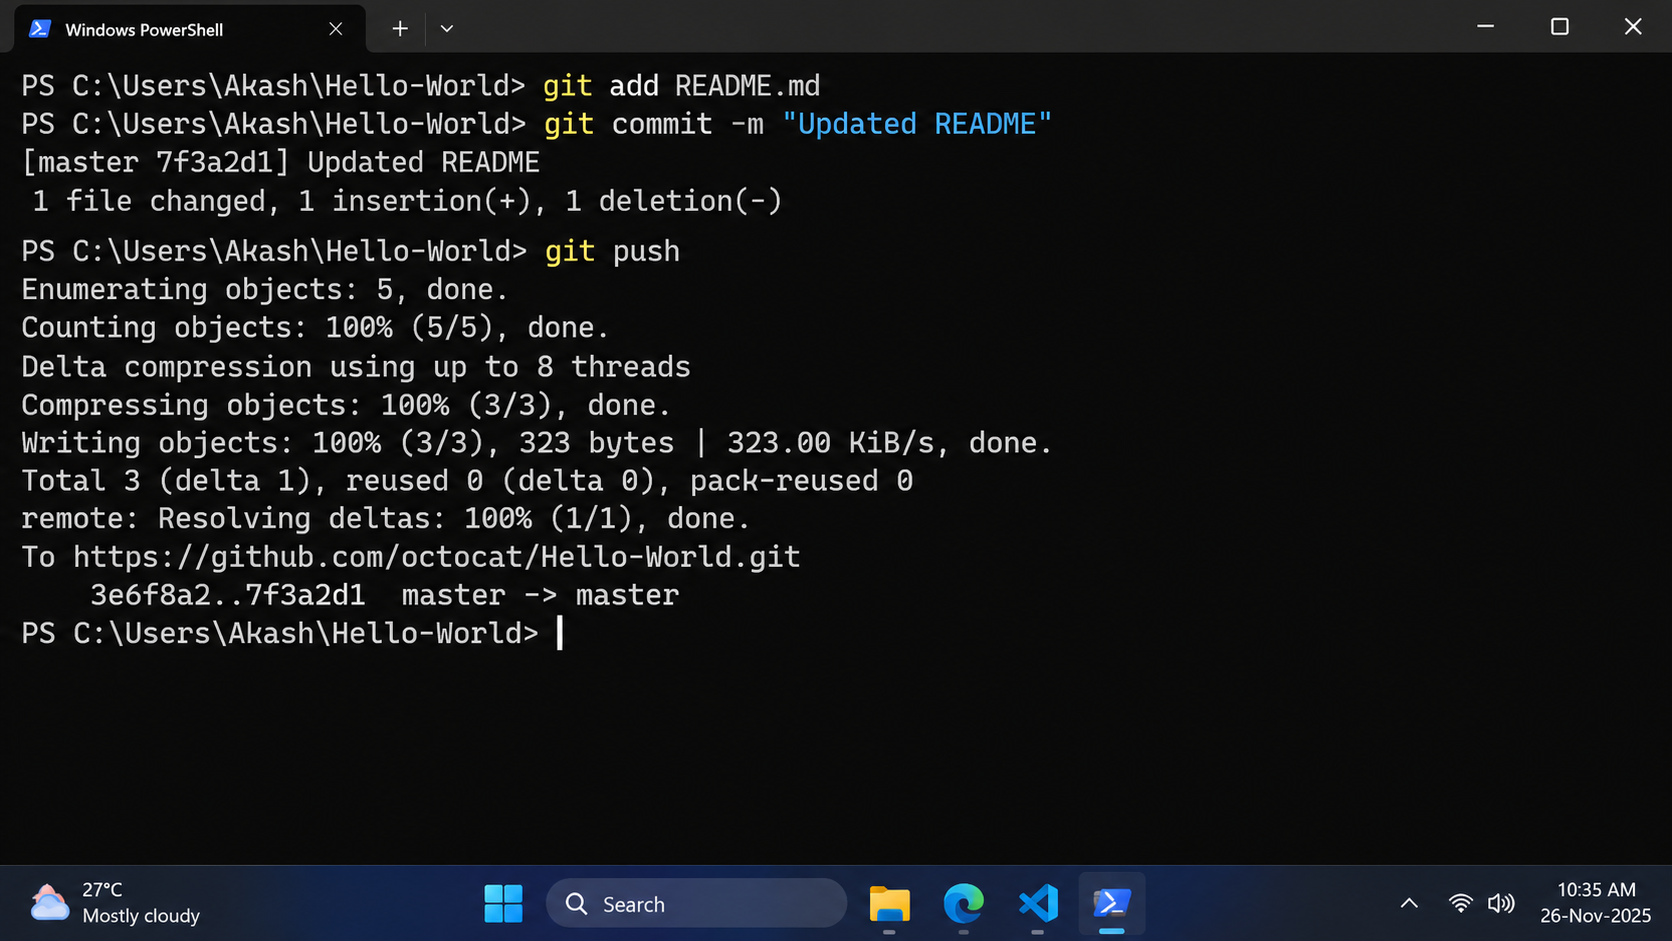 Windows PowerShell
PS C:\Users\Akash\Hello-World> git add README.md
PS C:\Users\Akash\Hello-World> git commit -m "Updated README"
[master 7f3a2d1] Updated README
 1 file changed, 1 insertion(+), 1 deletion(-)
PS C:\Users\Akash\Hello-World> git push
Enumerating objects: 5, done.
Counting objects: 100% (5/5), done.
Delta compression using up to 8 threads
Compressing objects: 100% (3/3), done.
Writing objects: 100% (3/3), 323 bytes | 323.00 KiB/s, done.
Total 3 (delta 1), reused 0 (delta 0), pack-reused 0
remote: Resolving deltas: 100% (1/1), done.
To https://github.com/octocat/Hello-World.git
    3e6f8a2..7f3a2d1  master -> master
PS C:\Users\Akash\Hello-World>
27°C
Mostly cloudy
Search
10:35 AM
26-Nov-2025